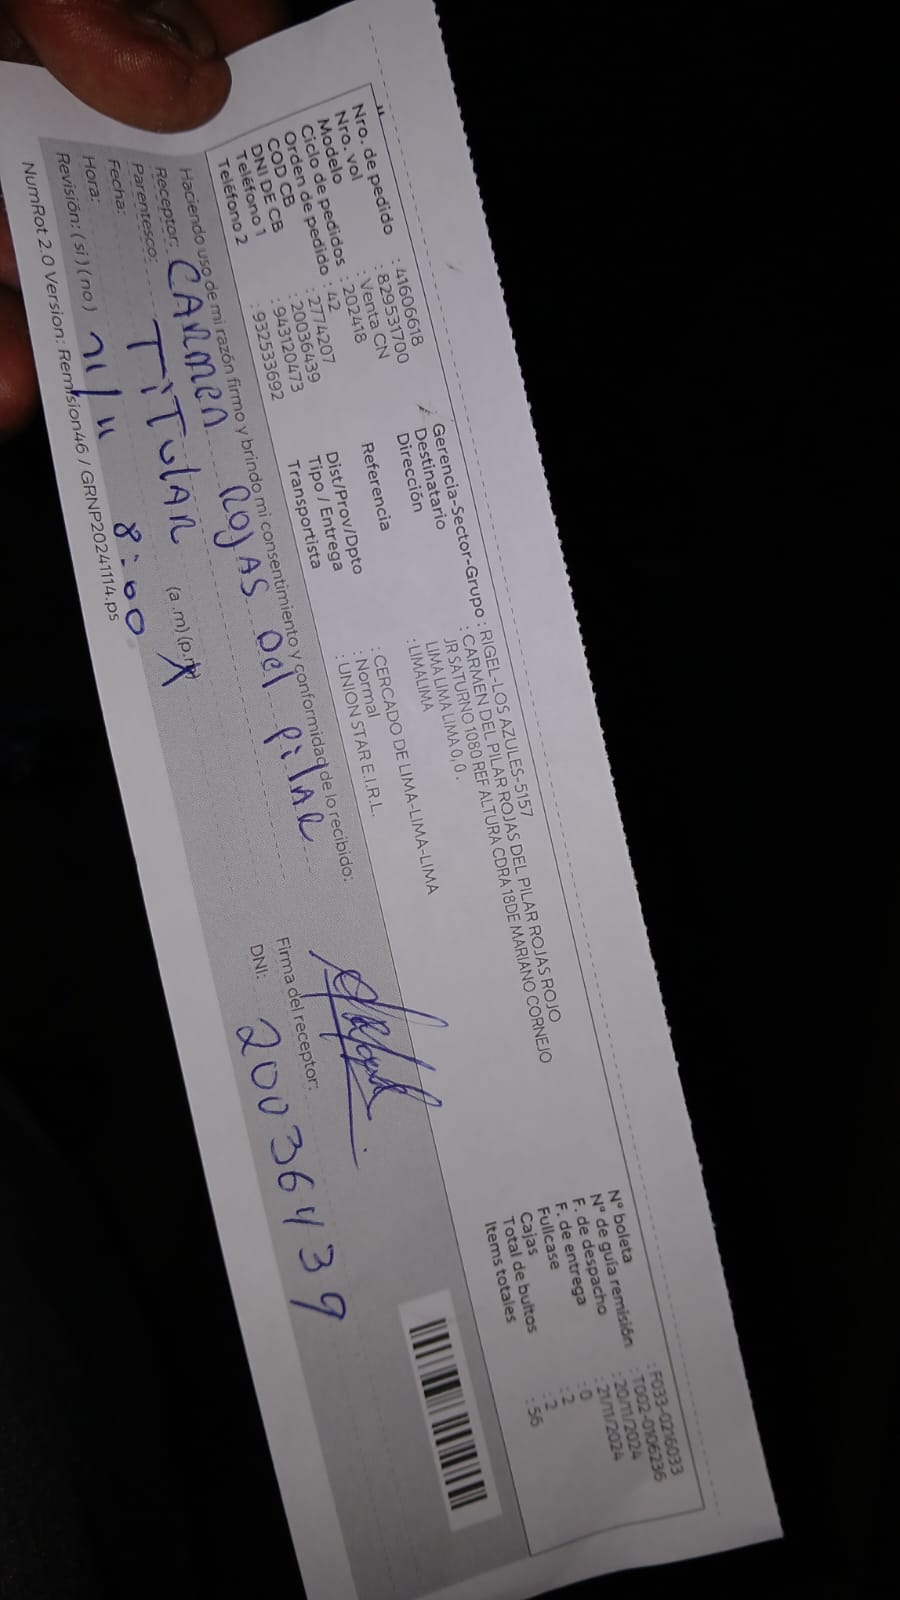 Nro. de pedido : 41606618
Nro. vol : 829531700
Modelo : Venta CN
Ciclo de pedidos : 202418
Orden de pedido : 42
COD CB : 2774207
DNI DE CB : 20036439
Teléfono 1 : 943120473
Teléfono 2 : 932533692
Gerencia-Sector-Grupo : RIGEL-LOS AZULES-5157
Destinatario : CARMEN DEL PILAR ROJAS DEL PILAR ROJAS ROJO
Dirección : JR SATURNO 1080 REF ALTURA CDRA 18DE MARIANO CORNEJO
LIMA LIMA LIMA 0, 0 .
Referencia : LIMALIMA
Dist/Prov/Dpto : CERCADO DE LIMA-LIMA-LIMA
Tipo / Entrega : Normal
Transportista : UNION STAR E.I.R.L.
N° boleta : F033-0216033
N° de guía remisión : T002-0106236
F. de despacho : 20/11/2024
F. de entrega : 21/11/2024
Fullcase : 0
Cajas : 2
Total de bultos : 2
Items totales : 56
Haciendo uso de mi razón firmo y brindo mi consentimiento y conformidad de lo recibido:
Receptor: CARMEN ROJAS DEL PILAR
Parentesco: TITULAR
Fecha: 21/11
Hora: 8:00 (a .m) (p.m)
Revisión: ( si ) ( no )
Firma del receptor:
DNI: 20036439
NumRot 2.0 Version: Remision46 / GRNP20241114.ps